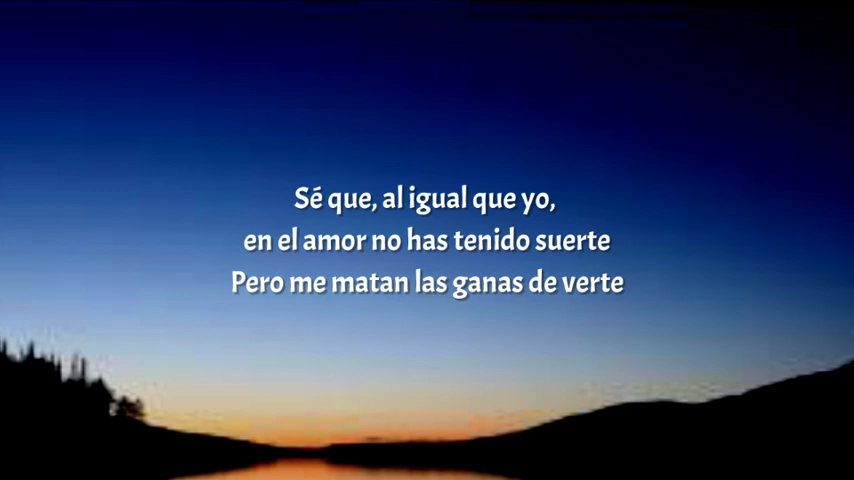 Sé que, al igual que yo,
en el amor no has tenido suerte
Pero me matan las ganas de verte